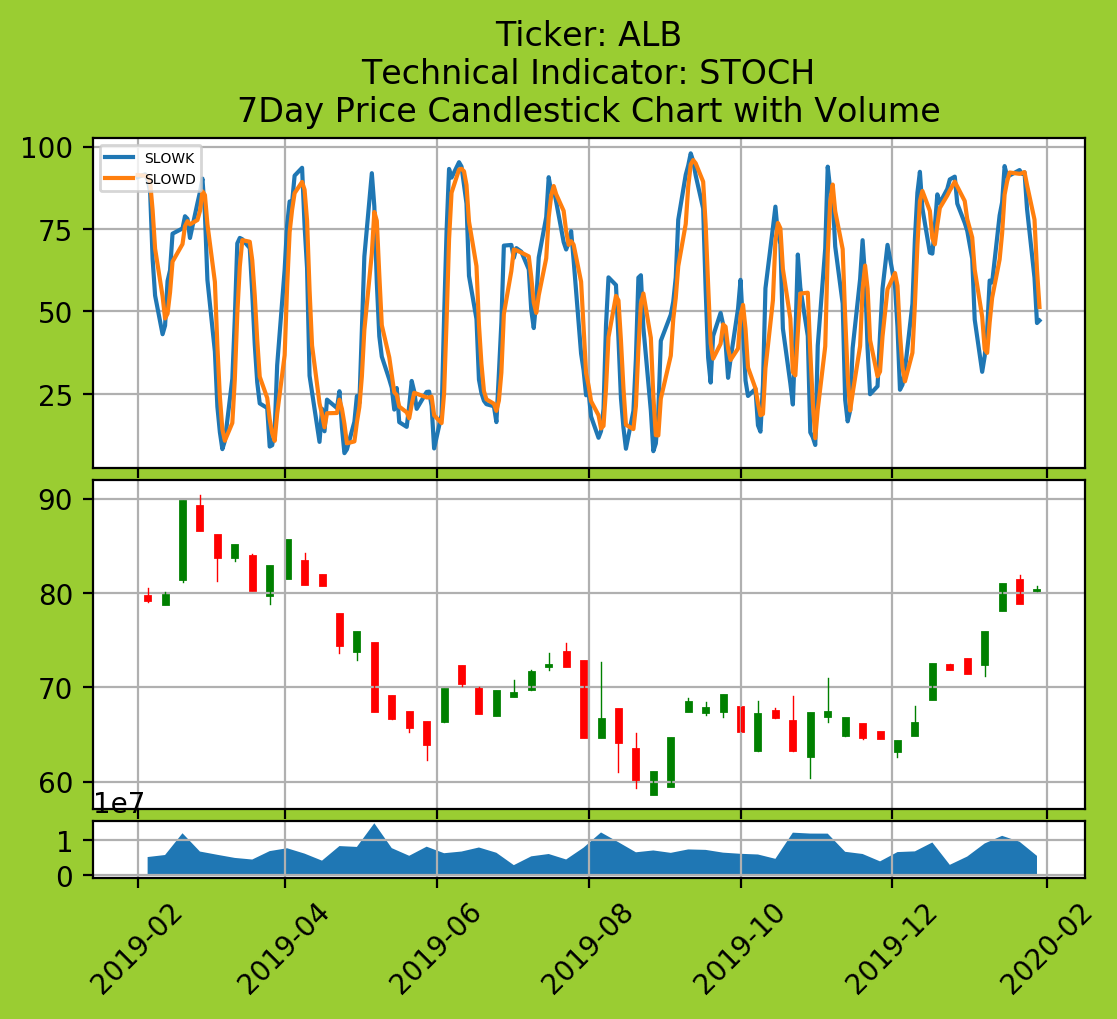 Ticker: ALB
Technical Indicator: STOCH
7Day Price Candlestick Chart with Volume
100
75
50
25
SLOWK
SLOWD
90
80
70
60
1e7
1
0
2019-02
2019-04
2019-06
2019-08
2019-10
2019-12
2020-02